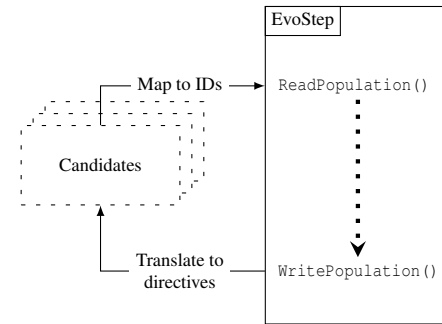 EvoStep
Map to IDs
ReadPopulation()
Candidates
Translate to
directives
WritePopulation()